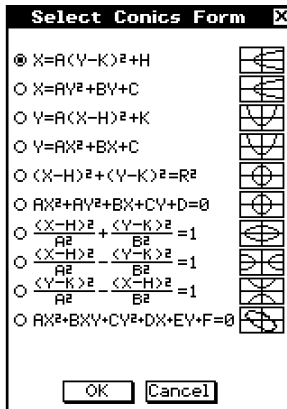 Select Conics Form
X=A(Y-K)²+H
X=AY²+BY+C
Y=A(X-H)²+K
Y=AX²+BX+C
(X-H)²+(Y-K)²=R²
AX²+AY²+BX+CY+D=0
(X-H)²/A²+(Y-K)²/B²=1
(X-H)²/A²-(Y-K)²/B²=1
(Y-K)²/A²-(X-H)²/B²=1
AX²+BXY+CY²+DX+EY+F=0
OK Cancel